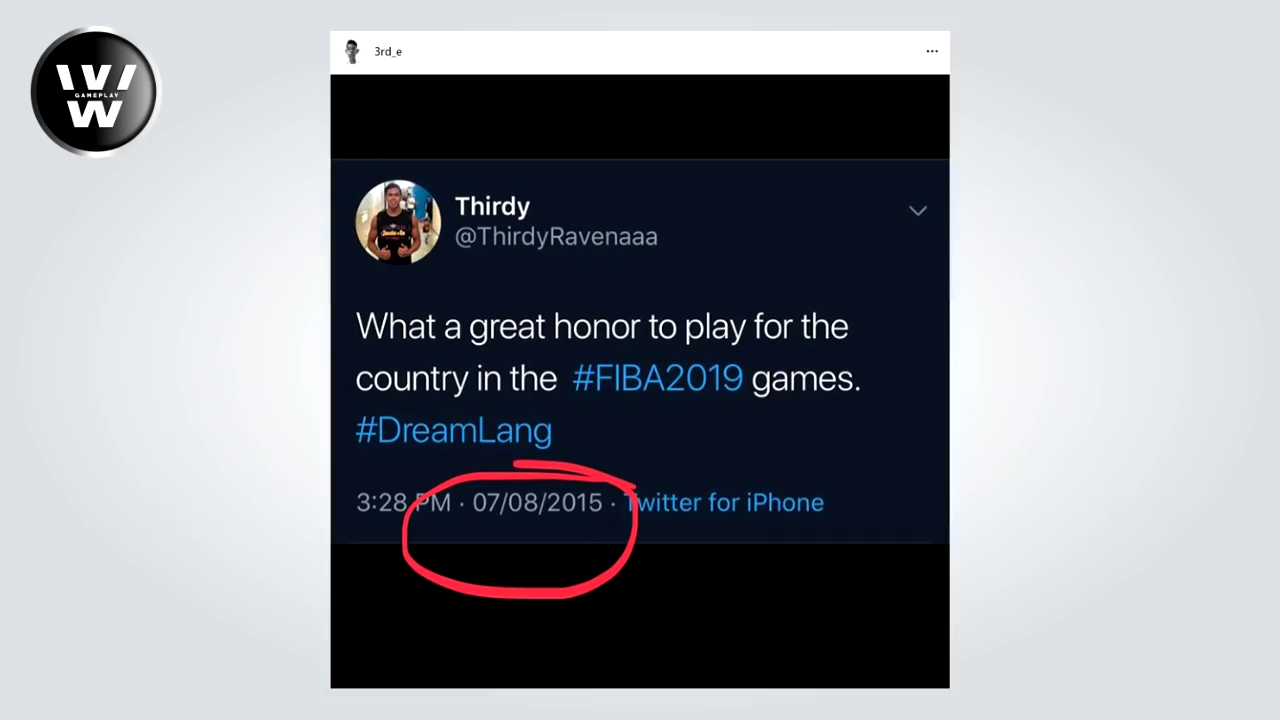 W
GAMEPLAY
W
3rd_e
Thirdy
@ThirdyRavenaaa
What a great honor to play for the
country in the #FIBA2019 games.
#DreamLang
3:28 PM · 07/08/2015 · Twitter for iPhone